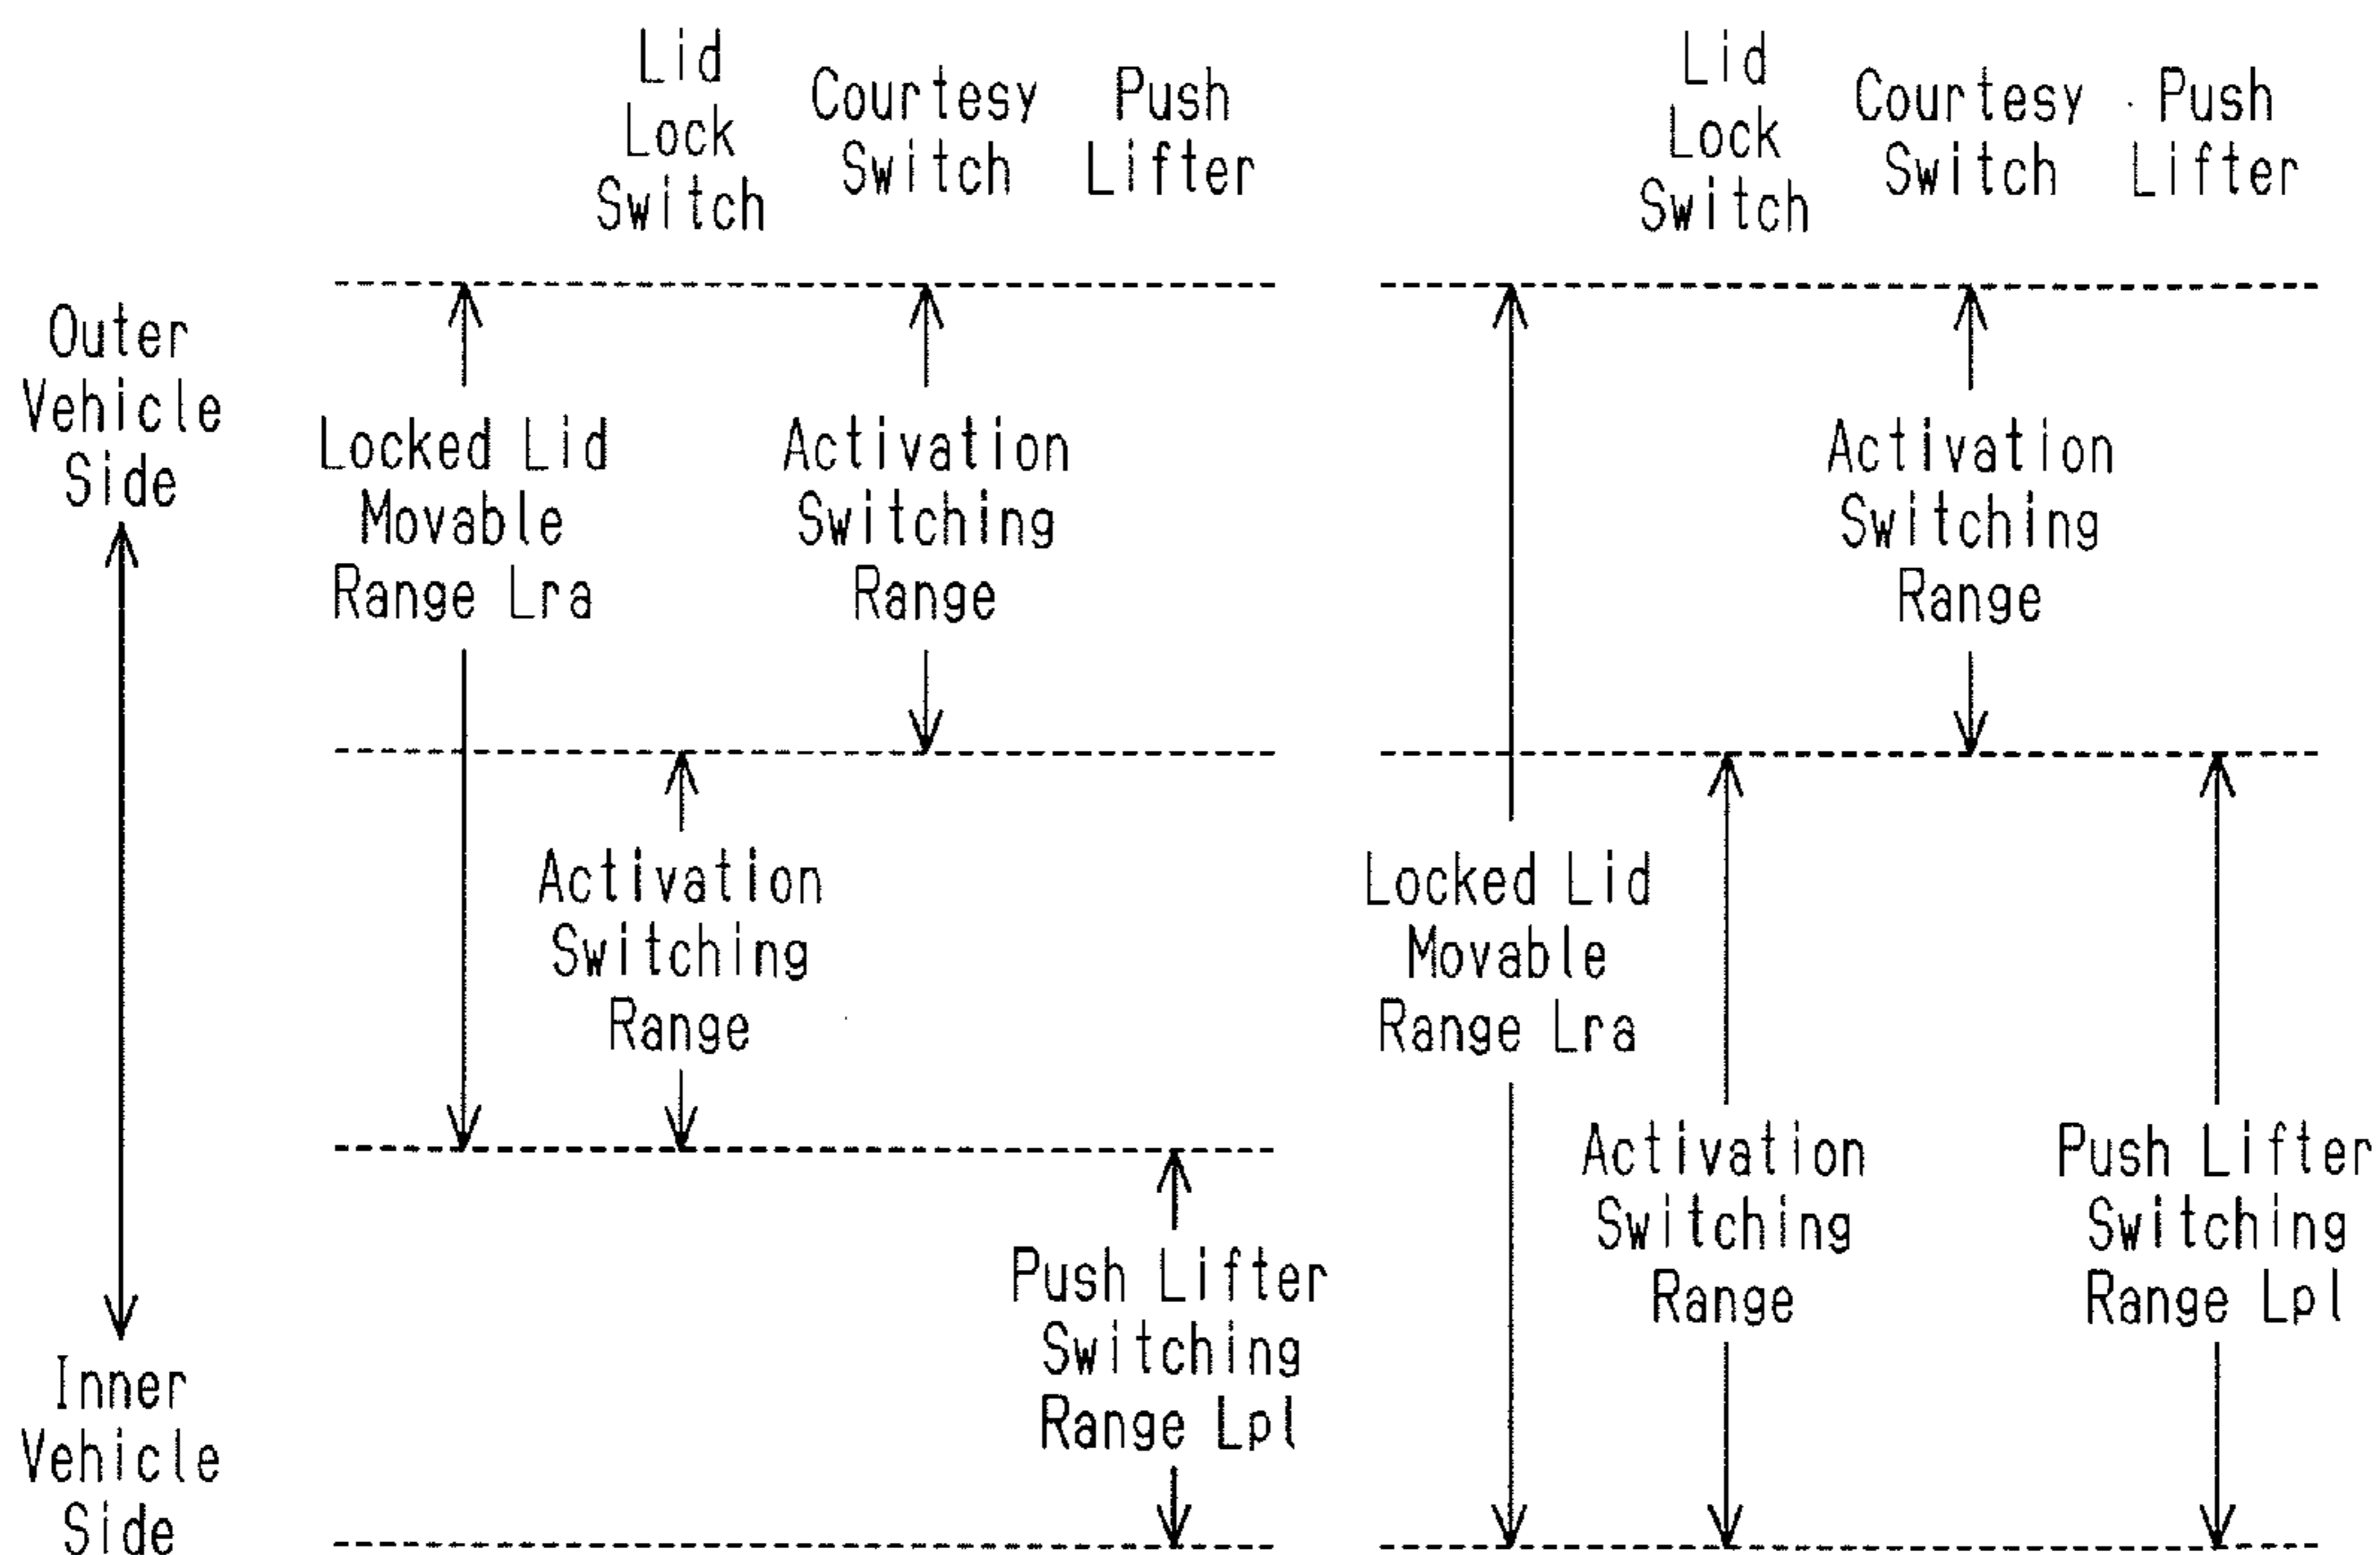 Lid
Lock
Switch
Courtesy
Switch
Push
Lifter
Lid
Lock
Switch
Courtesy
Switch
Push
Lifter
Outer
Vehicle
Side
Inner
Vehicle
Side
Locked Lid
Movable
Range Lra
Activation
Switching
Range
Activation
Switching
Range
Push Lifter
Switching
Range Lpl
Activation
Switching
Range
Locked Lid
Movable
Range Lra
Activation
Switching
Range
Push Lifter
Switching
Range Lpl